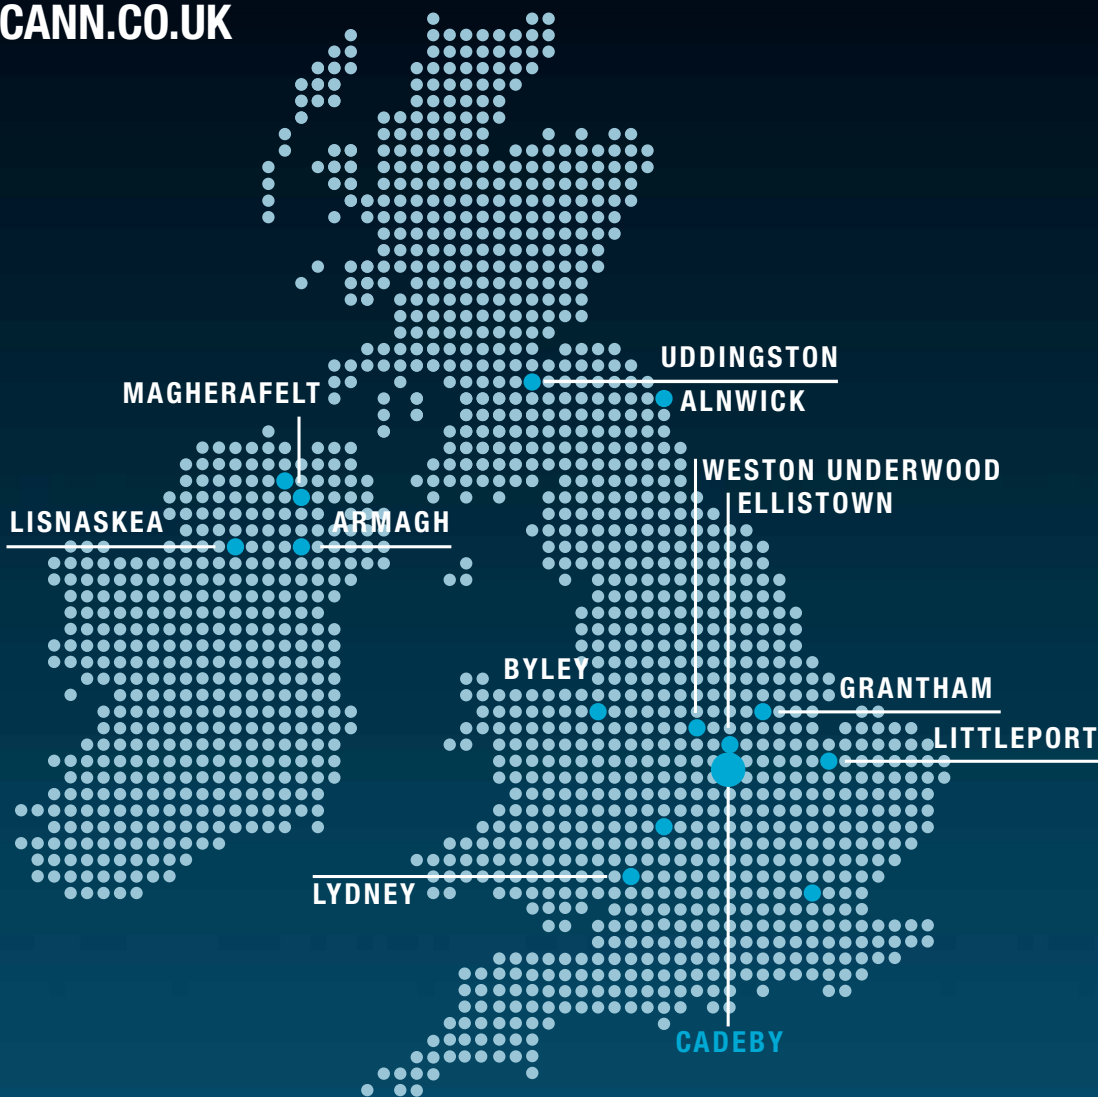 CANN.CO.UK
UDDINGSTON
MAGHERAFELT
ALNWICK
WESTON UNDERWOOD
ELLISTOWN
LISNASKEA
ARMAGH
BYLEY
GRANTHAM
LITTLEPORT
LYDNEY
CADEBY